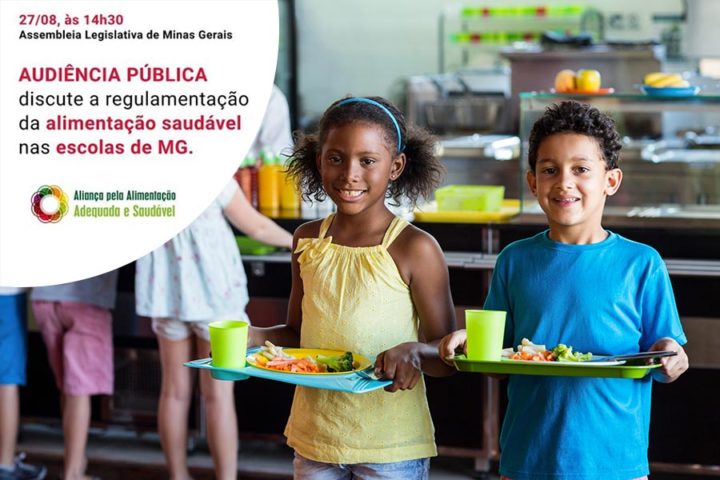 27/08, às 14h30
Assembleia Legislativa de Minas Gerais
AUDIÊNCIA PÚBLICA
discute a regulamentação
da alimentação saudável
nas escolas de MG.
Aliança pela Alimentação
Adequada e Saudável